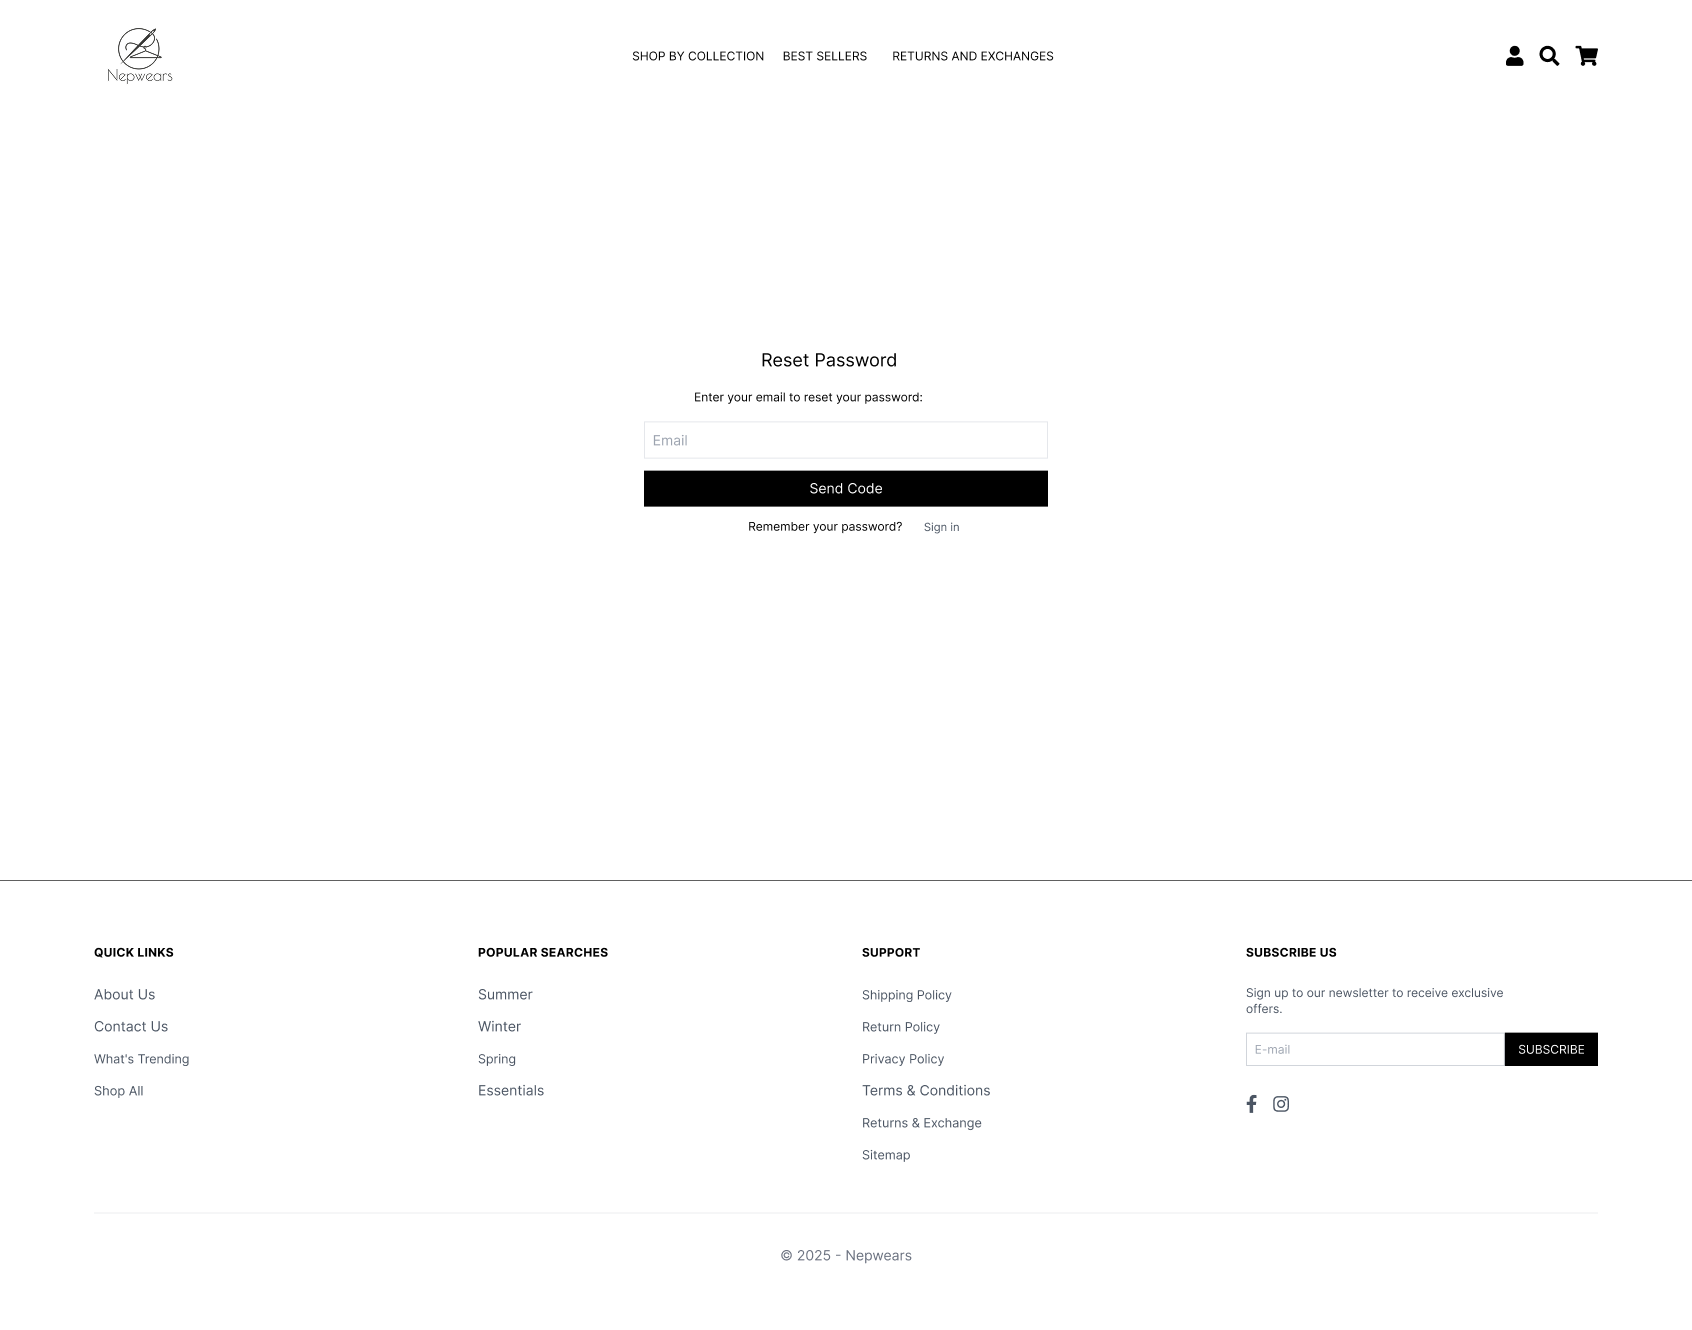 Nepwears
SHOP BY COLLECTION BEST SELLERS RETURNS AND EXCHANGES
Reset Password
Enter your email to reset your password:
Email
Send Code
Remember your password? Sign in
QUICK LINKS
About Us
Contact Us
What's Trending
Shop All
POPULAR SEARCHES
Summer
Winter
Spring
Essentials
SUPPORT
Shipping Policy
Return Policy
Privacy Policy
Terms & Conditions
Returns & Exchange
Sitemap
SUBSCRIBE US
Sign up to our newsletter to receive exclusive
offers.
E-mail SUBSCRIBE
© 2025 - Nepwears